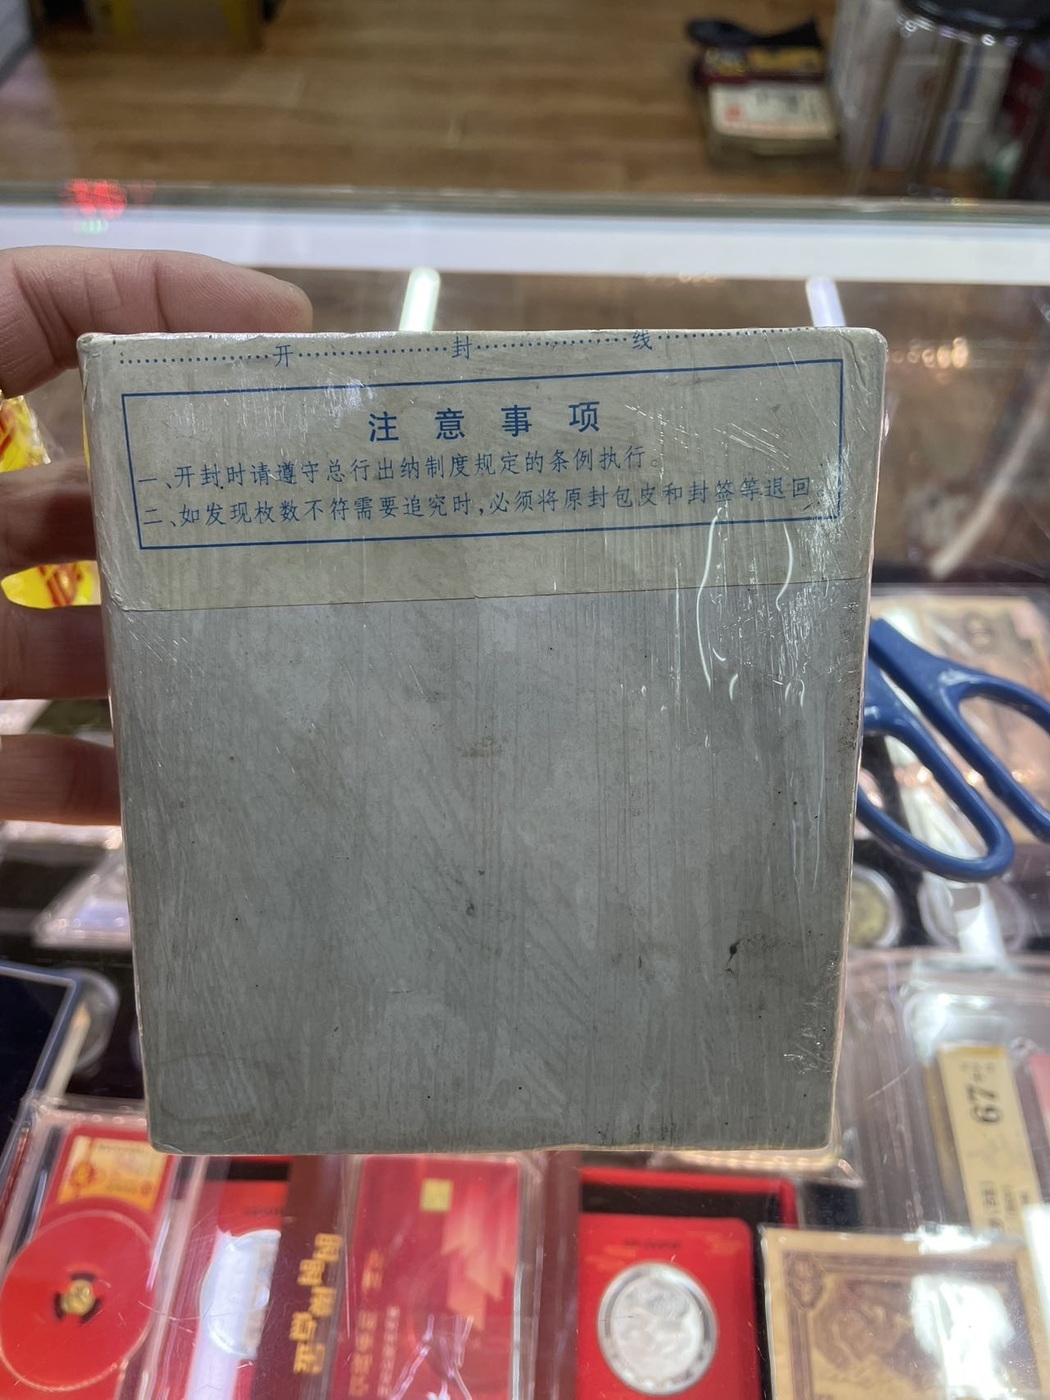 开 封 线
注意事项
一、开封时请遵守总行出纳制度规定的条例执行。
二、如发现枚数不符需要追究时,必须将原封包皮和封签等退回。
67